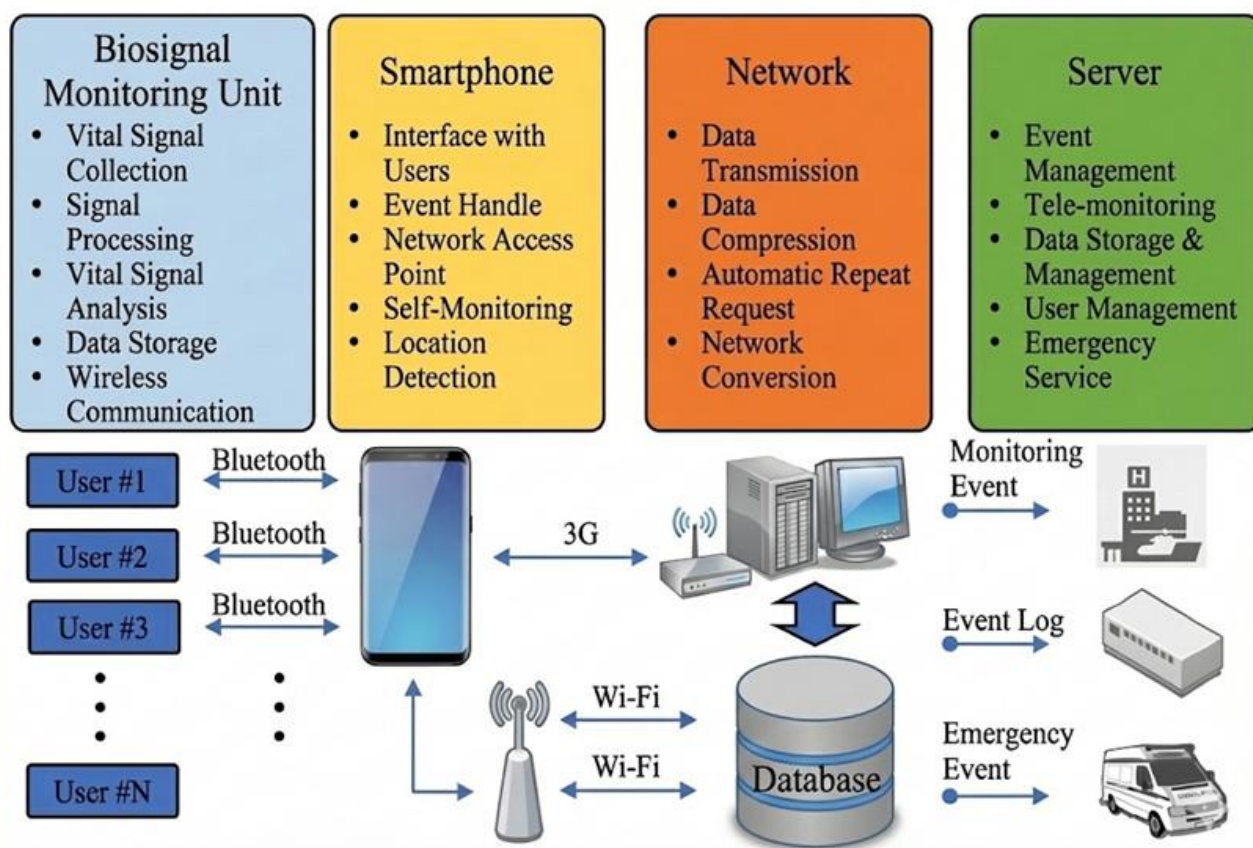 Biosignal
Monitoring Unit
• Vital Signal
Collection
• Signal
Processing
• Vital Signal
Analysis
• Data Storage
• Wireless
Communication
Smartphone
• Interface with
Users
• Event Handle
• Network Access
Point
• Self-Monitoring
• Location
Detection
Network
• Data
Transmission
• Data
Compression
• Automatic Repeat
Request
• Network
Conversion
Server
• Event
Management
• Tele-monitoring
• Data Storage &
Management
• User Management
• Emergency
Service
User #1
Bluetooth
User #2
Bluetooth
User #3
Bluetooth
User #N
3G
Wi-Fi
Wi-Fi
Database
Monitoring
Event
H
Event Log
Emergency
Event